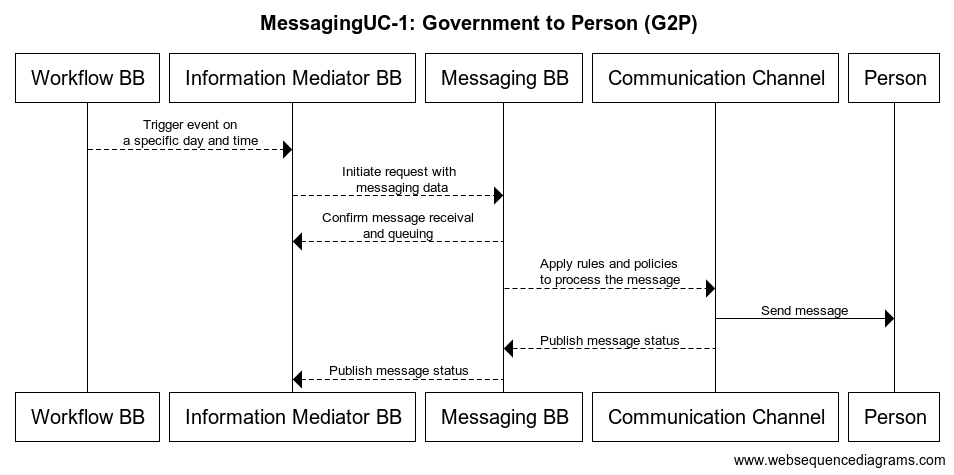 MessagingUC-1: Government to Person (G2P)
Workflow BB
Information Mediator BB
Messaging BB
Communication Channel
Person
Trigger event on
a specific day and time
Initiate request with
messaging data
Confirm message receival
and queuing
Apply rules and policies
to process the message
Send message
Publish message status
Publish message status
Workflow BB
Information Mediator BB
Messaging BB
Communication Channel
Person
www.websequencediagrams.com